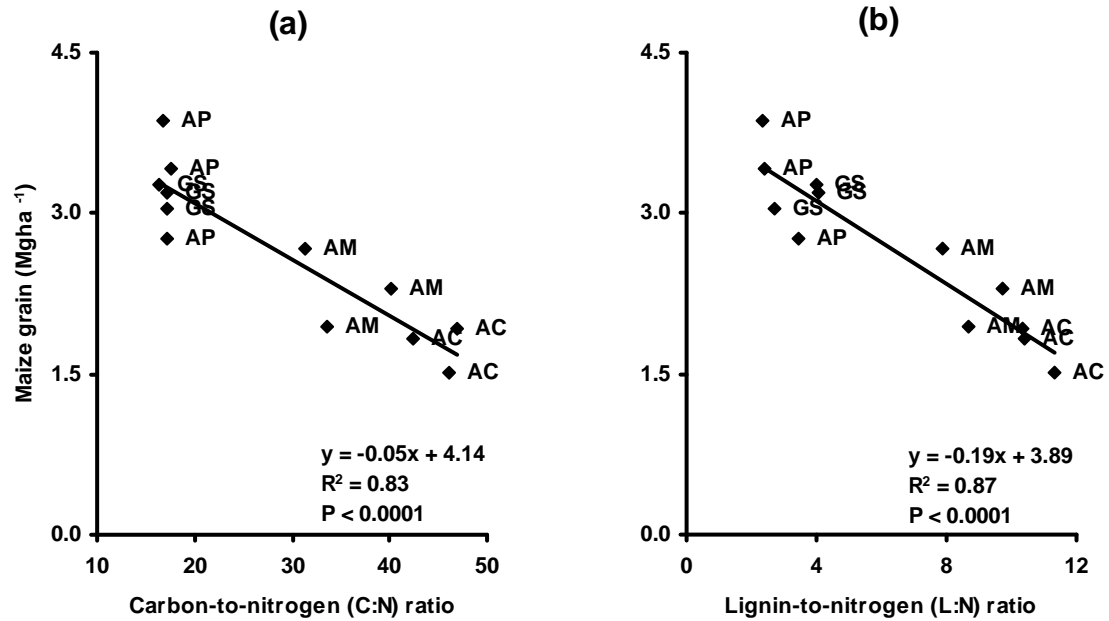 (a)
4.5
3.0
1.5
0.0
Maize grain (Mgha⁻¹)
AP
AP
GS
GS
GS
AP
AM
AM
AM
AC
AC
AC
y = -0.05x + 4.14
R² = 0.83
P < 0.0001
10 20 30 40 50
Carbon-to-nitrogen (C:N) ratio
(b)
4.5
3.0
1.5
0.0
AP
AP
GS
GS
GS
AP
AM
AM
AM
AC
AC
AC
y = -0.19x + 3.89
R² = 0.87
P < 0.0001
0 4 8 12
Lignin-to-nitrogen (L:N) ratio